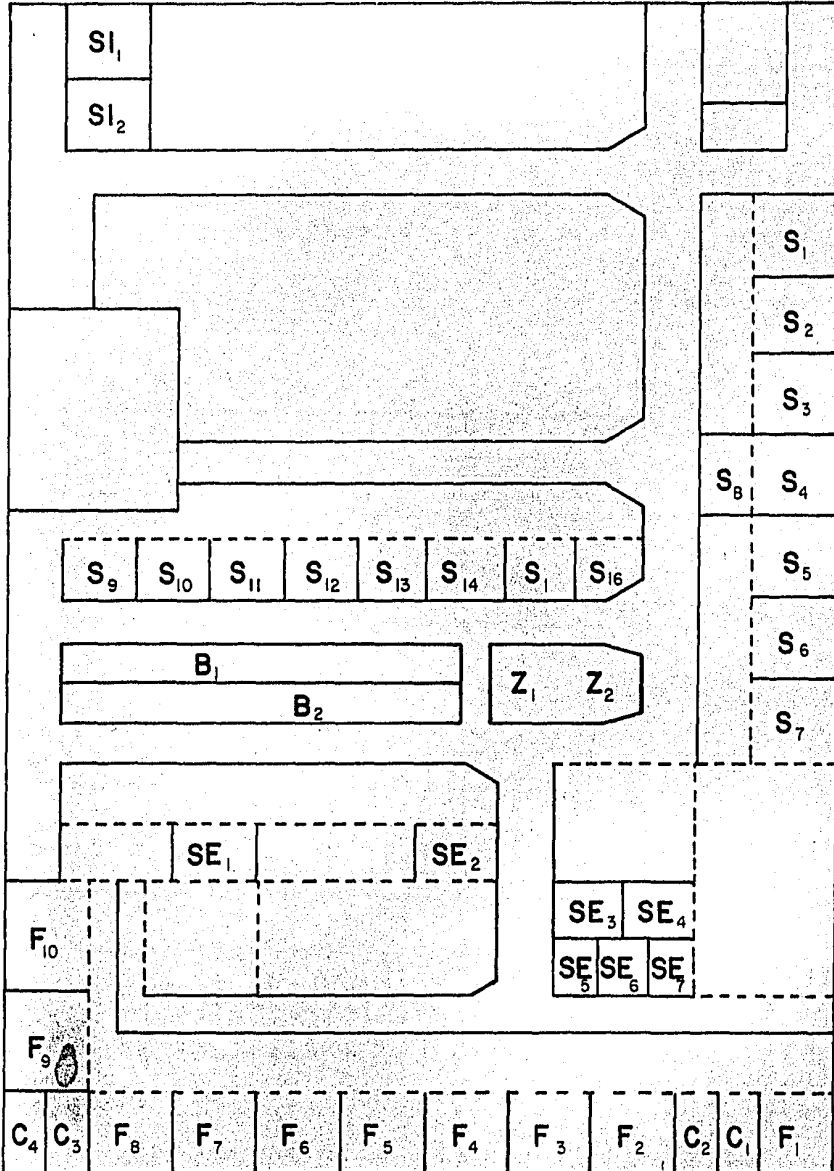 SI₁
SI₂
S₁
S₂
S₃
S₈ S₄
S₉ S₁₀ S₁₁ S₁₂ S₁₃ S₁₄ S₁ S₁₆
S₅
S₆
B₁
Z₁ Z₂
B₂
S₇
SE₁ SE₂
SE₃ SE₄
F₁₀
SE₅ SE₆ SE₇
F₉
C₄ C₃ F₈ F₇ F₆ F₅ F₄ F₃ F₂ C₂ C₁ F₁